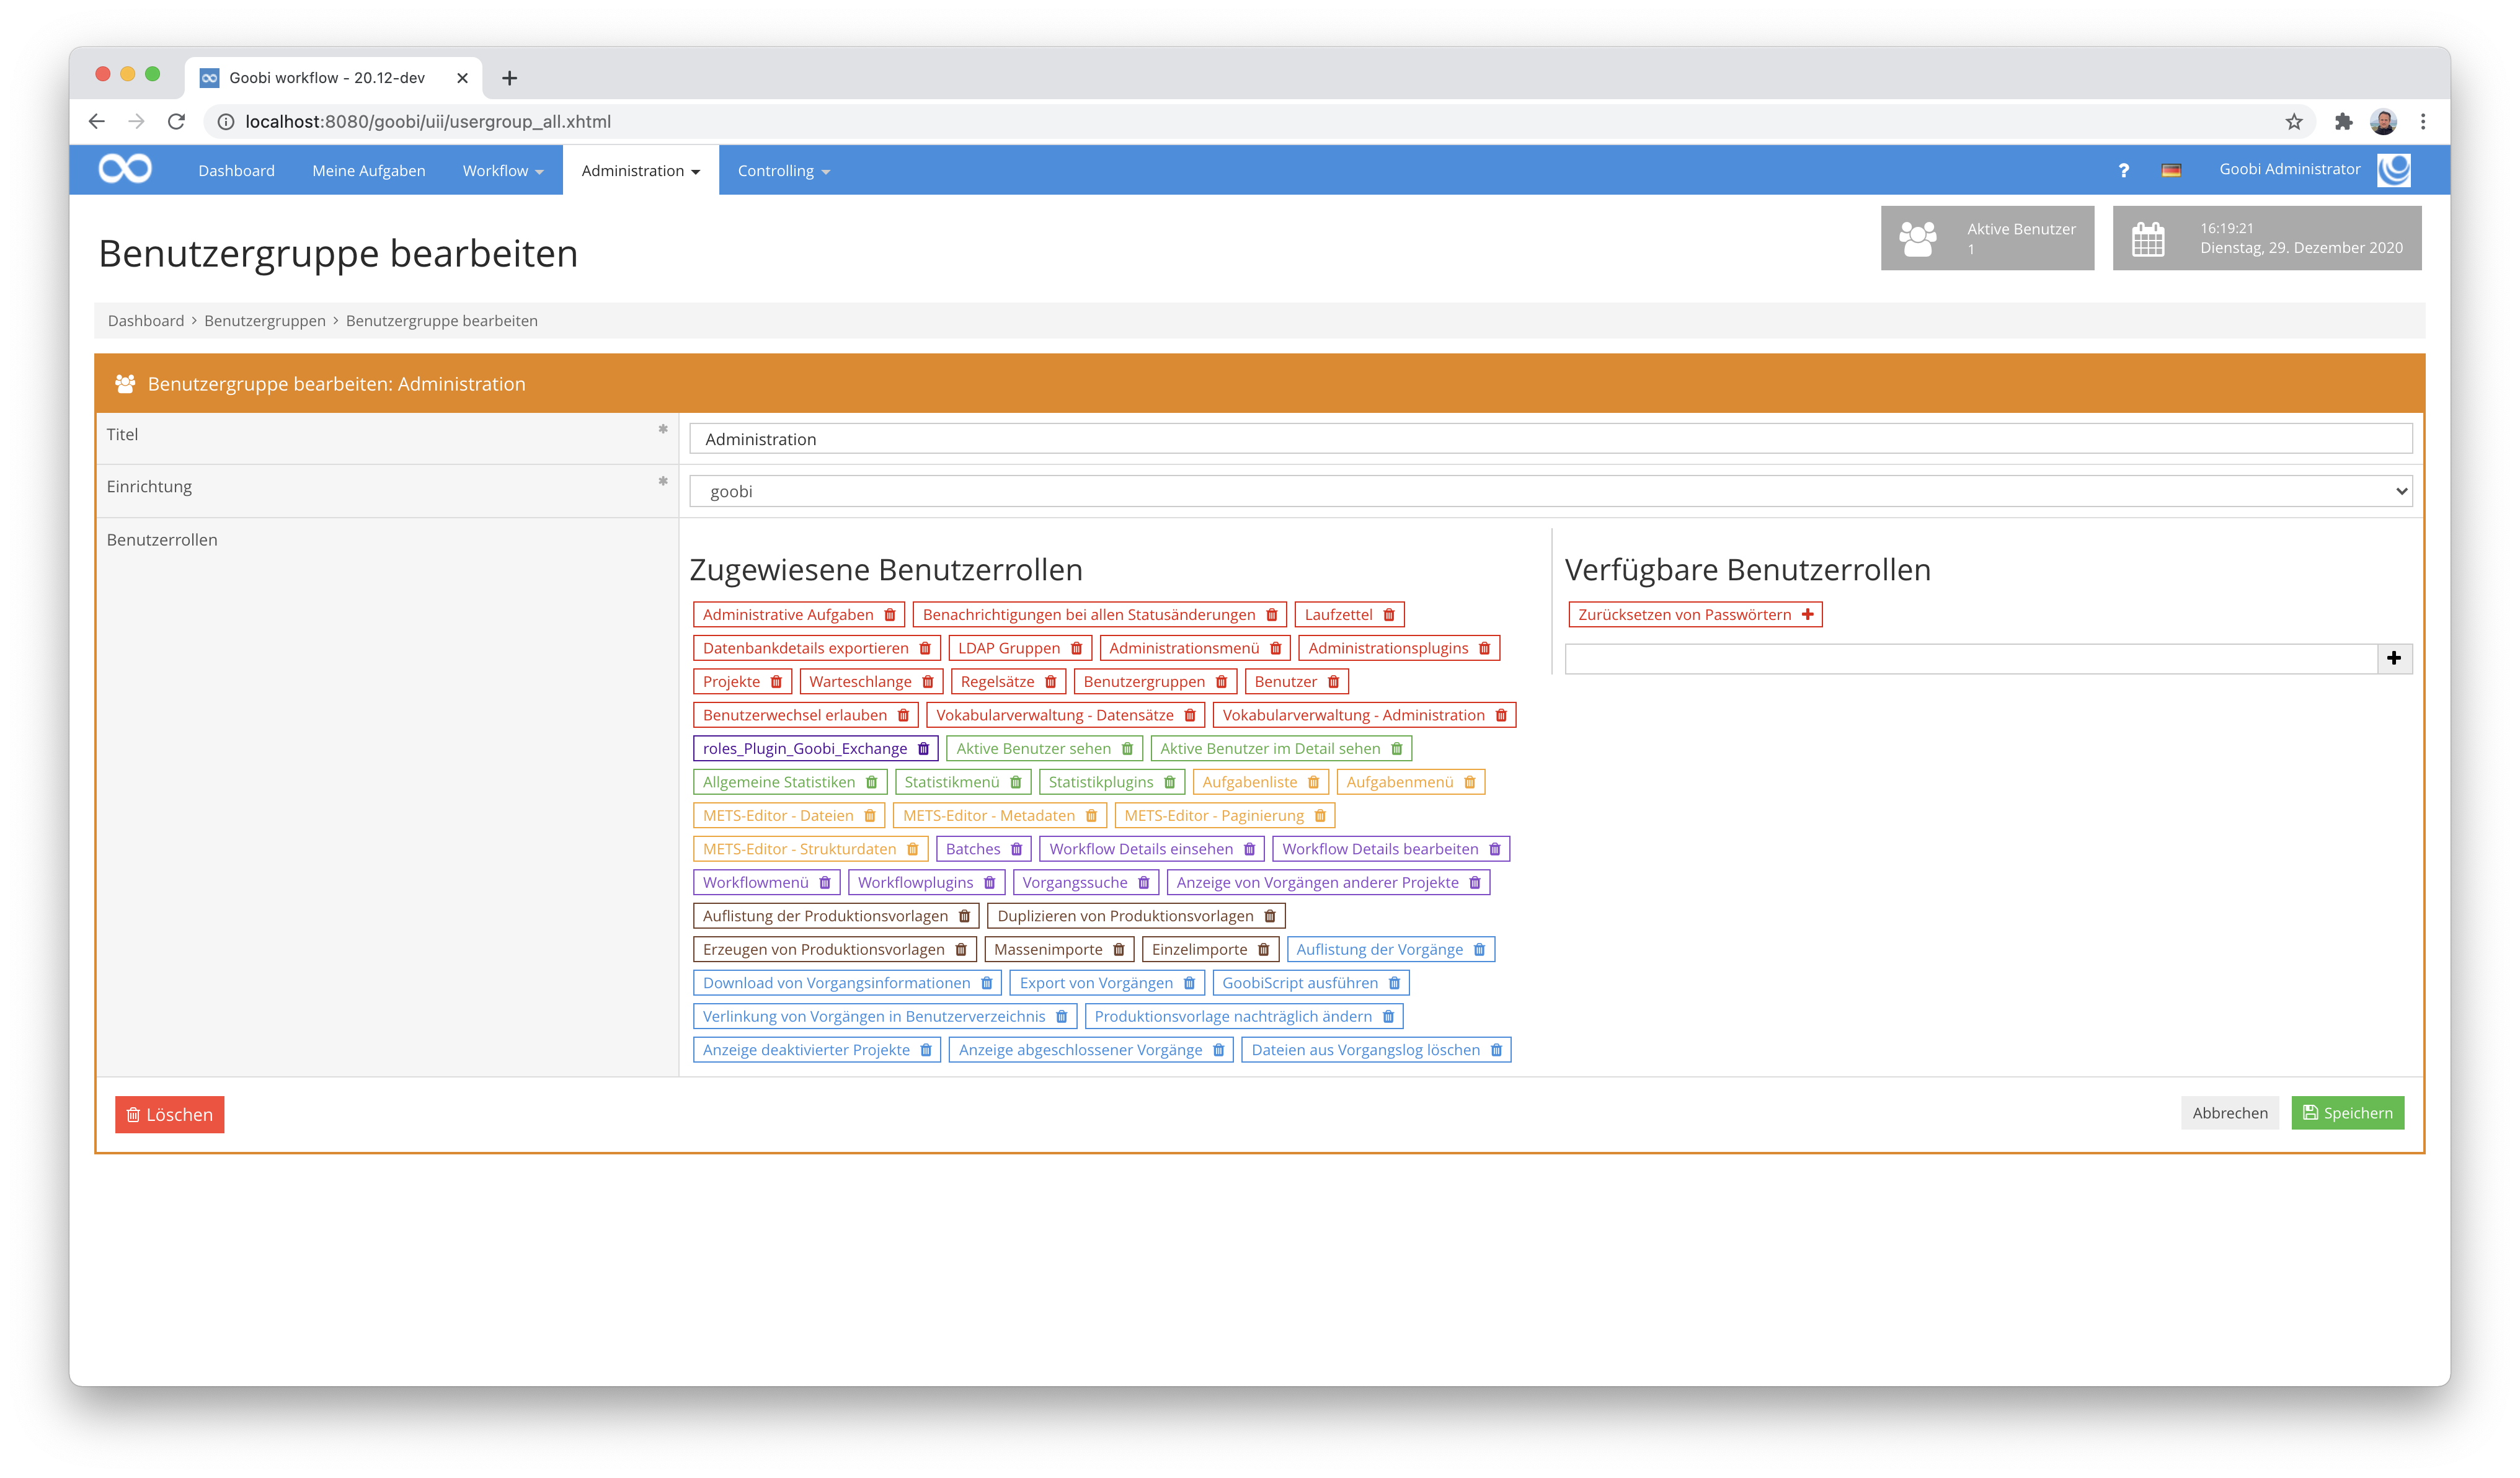 Goobi workflow - 20.12-dev
localhost:8080/goobi/uii/usergroup_all.xhtml
Dashboard Meine Aufgaben Workflow Administration Controlling ? Goobi Administrator
Benutzergruppe bearbeiten
Aktive Benutzer
1
16:19:21
Dienstag, 29. Dezember 2020
Dashboard > Benutzergruppen > Benutzergruppe bearbeiten
Benutzergruppe bearbeiten: Administration
Titel * Administration
Einrichtung * goobi
Benutzerrollen
Zugewiesene Benutzerrollen
Administrative Aufgaben Benachrichtigungen bei allen Statusänderungen Laufzettel
Datenbankdetails exportieren LDAP Gruppen Administrationsmenü Administrationsplugins
Projekte Warteschlange Regelsätze Benutzergruppen Benutzer
Benutzerwechsel erlauben Vokabularverwaltung - Datensätze Vokabularverwaltung - Administration
roles_Plugin_Goobi_Exchange Aktive Benutzer sehen Aktive Benutzer im Detail sehen
Allgemeine Statistiken Statistikmenü Statistikplugins Aufgabenliste Aufgabenmenü
METS-Editor - Dateien METS-Editor - Metadaten METS-Editor - Paginierung
METS-Editor - Strukturdaten Batches Workflow Details einsehen Workflow Details bearbeiten
Workflowmenü Workflowplugins Vorgangssuche Anzeige von Vorgängen anderer Projekte
Auflistung der Produktionsvorlagen Duplizieren von Produktionsvorlagen
Erzeugen von Produktionsvorlagen Massenimporte Einzelimporte Auflistung der Vorgänge
Download von Vorgangsinformationen Export von Vorgängen GoobiScript ausführen
Verlinkung von Vorgängen in Benutzerverzeichnis Produktionsvorlage nachträglich ändern
Anzeige deaktivierter Projekte Anzeige abgeschlossener Vorgänge Dateien aus Vorgangslog löschen
Verfügbare Benutzerrollen
Zurücksetzen von Passwörtern
Löschen
Abbrechen Speichern